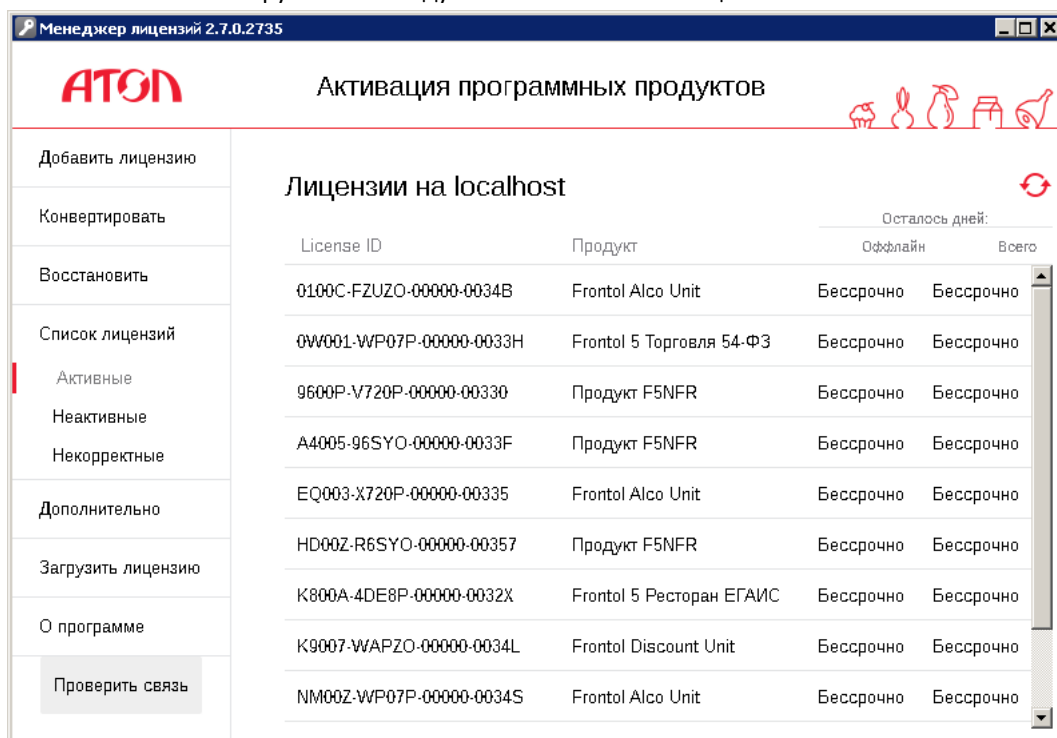 Менеджер лицензий 2.7.0.2735
АТОЛ
Активация программных продуктов
Добавить лицензию
Конвертировать
Восстановить
Список лицензий
Активные
Неактивные
Некорректные
Дополнительно
Загрузить лицензию
О программе
Проверить связь
Лицензии на localhost
Осталось дней:
License ID Продукт Оффлайн Всего
0100C-FZUZO-00000-0034B Frontol Alco Unit Бессрочно Бессрочно
0W001-WP07P-00000-0033H Frontol 5 Торговля 54-ФЗ Бессрочно Бессрочно
9600P-V720P-00000-00330 Продукт F5NFR Бессрочно Бессрочно
A4005-96SYO-00000-0033F Продукт F5NFR Бессрочно Бессрочно
EQ003-X720P-00000-00335 Frontol Alco Unit Бессрочно Бессрочно
HD00Z-R6SYO-00000-00357 Продукт F5NFR Бессрочно Бессрочно
K800A-4DE8P-00000-0032X Frontol 5 Ресторан ЕГАИС Бессрочно Бессрочно
K9007-WAPZO-00000-0034L Frontol Discount Unit Бессрочно Бессрочно
NM00Z-WP07P-00000-0034S Frontol Alco Unit Бессрочно Бессрочно